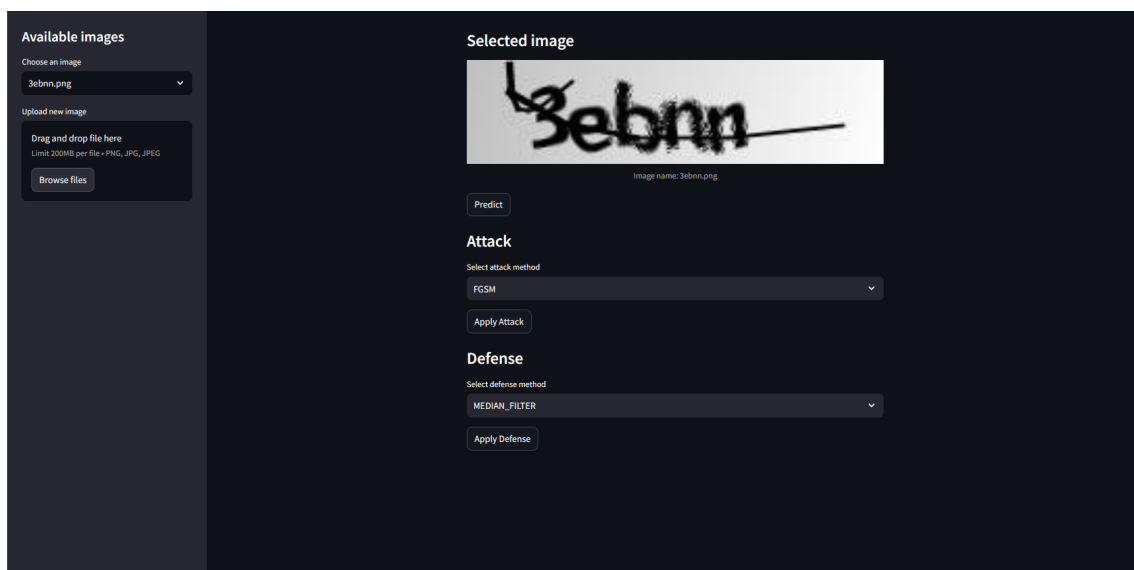 Available images
Choose an image
3ebnn.png
Upload new image
Drag and drop file here
Limit 200MB per file • PNG, JPG, JPEG
Browse files
Selected image
3ebnn
Image name: 3ebnn.png
Predict
Attack
Select attack method
FGSM
Apply Attack
Defense
Select defense method
MEDIAN_FILTER
Apply Defense